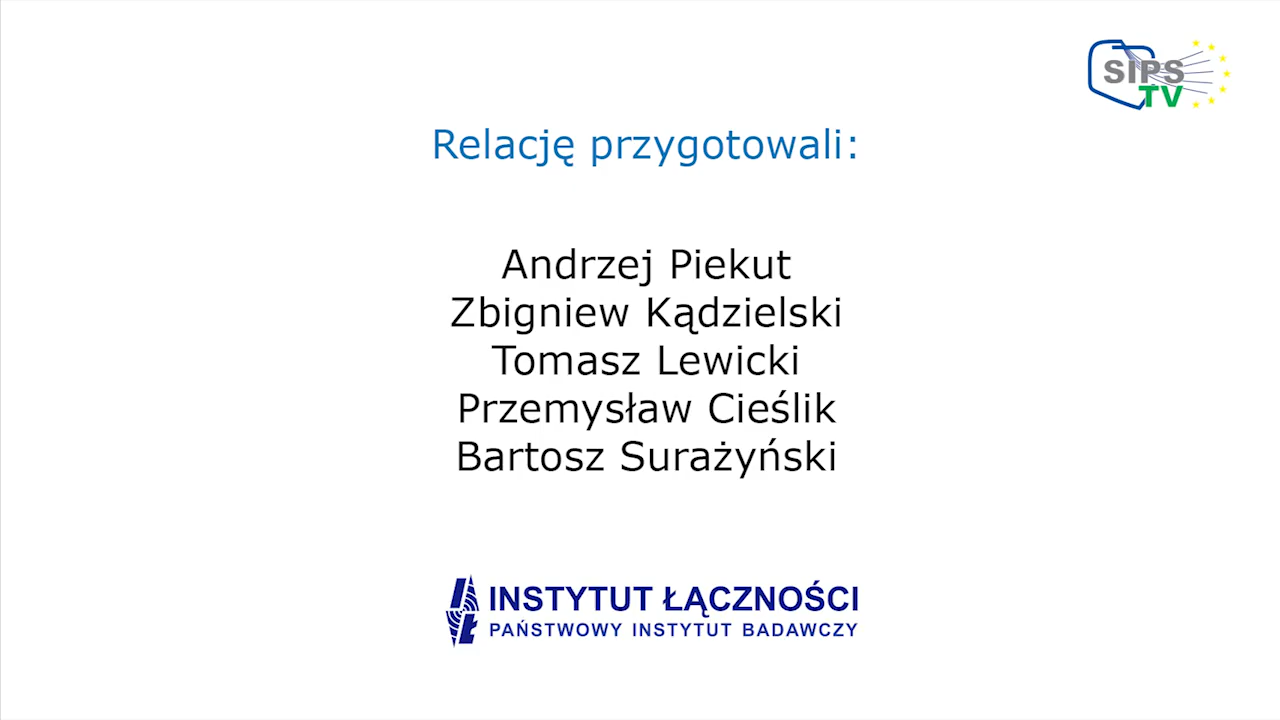 SIPS
TV
Relację przygotowali:
Andrzej Piekut
Zbigniew Kądzielski
Tomasz Lewicki
Przemysław Cieślik
Bartosz Surażyński
INSTYTUT ŁĄCZNOŚCI
PAŃSTWOWY INSTYTUT BADAWCZY